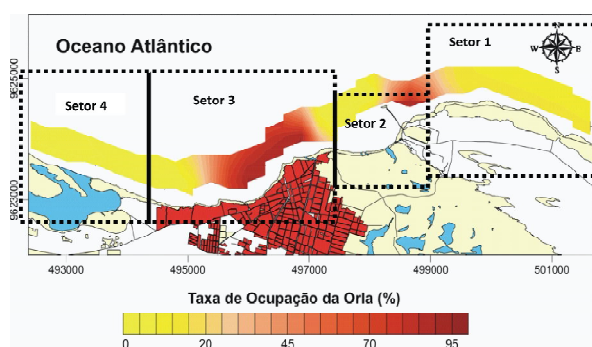 Oceano Atlântico
Setor 1
N
W
E
S
Setor 4
Setor 3
Setor 2
9625000
9623000
493000
495000
497000
499000
501000
Taxa de Ocupação da Orla (%)
0
20
45
70
95